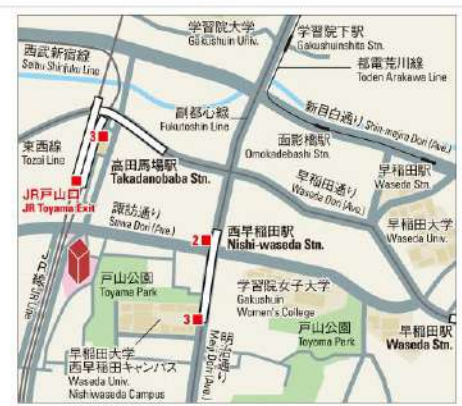 学習院大学
Gakushuin Univ.
学習院下駅
Gakushuinshita Stn.
西武新宿線
Seibu Shinjuku Line
都電荒川線
Toden Arakawa Line
副都心線
Fukutoshin Line
新目白通り Shin-mejiro Dori (Ave.)
3
東西線
Tozai Line
面影橋駅
Omokadebashi Stn.
高田馬場駅
Takadanobaba Stn.
早稲田通り
Waseda Dori (Ave.)
早稲田駅
Waseda Stn.
JR戸山口
JR Toyama Exit
諏訪通り
Suwa Dori (Ave.)
2
西早稲田駅
Nishi-waseda Stn.
早稲田大学
Waseda Univ.
JR Line
戸山公園
Toyama Park
学習院女子大学
Gakushuin
Women's College
3
明治通り
Meiji Dori (Ave.)
戸山公園
Toyoma Park
早稲田駅
Waseda Stn.
早稲田大学
西早稲田キャンパス
Waseda Univ.
Nishiwaseda Campus